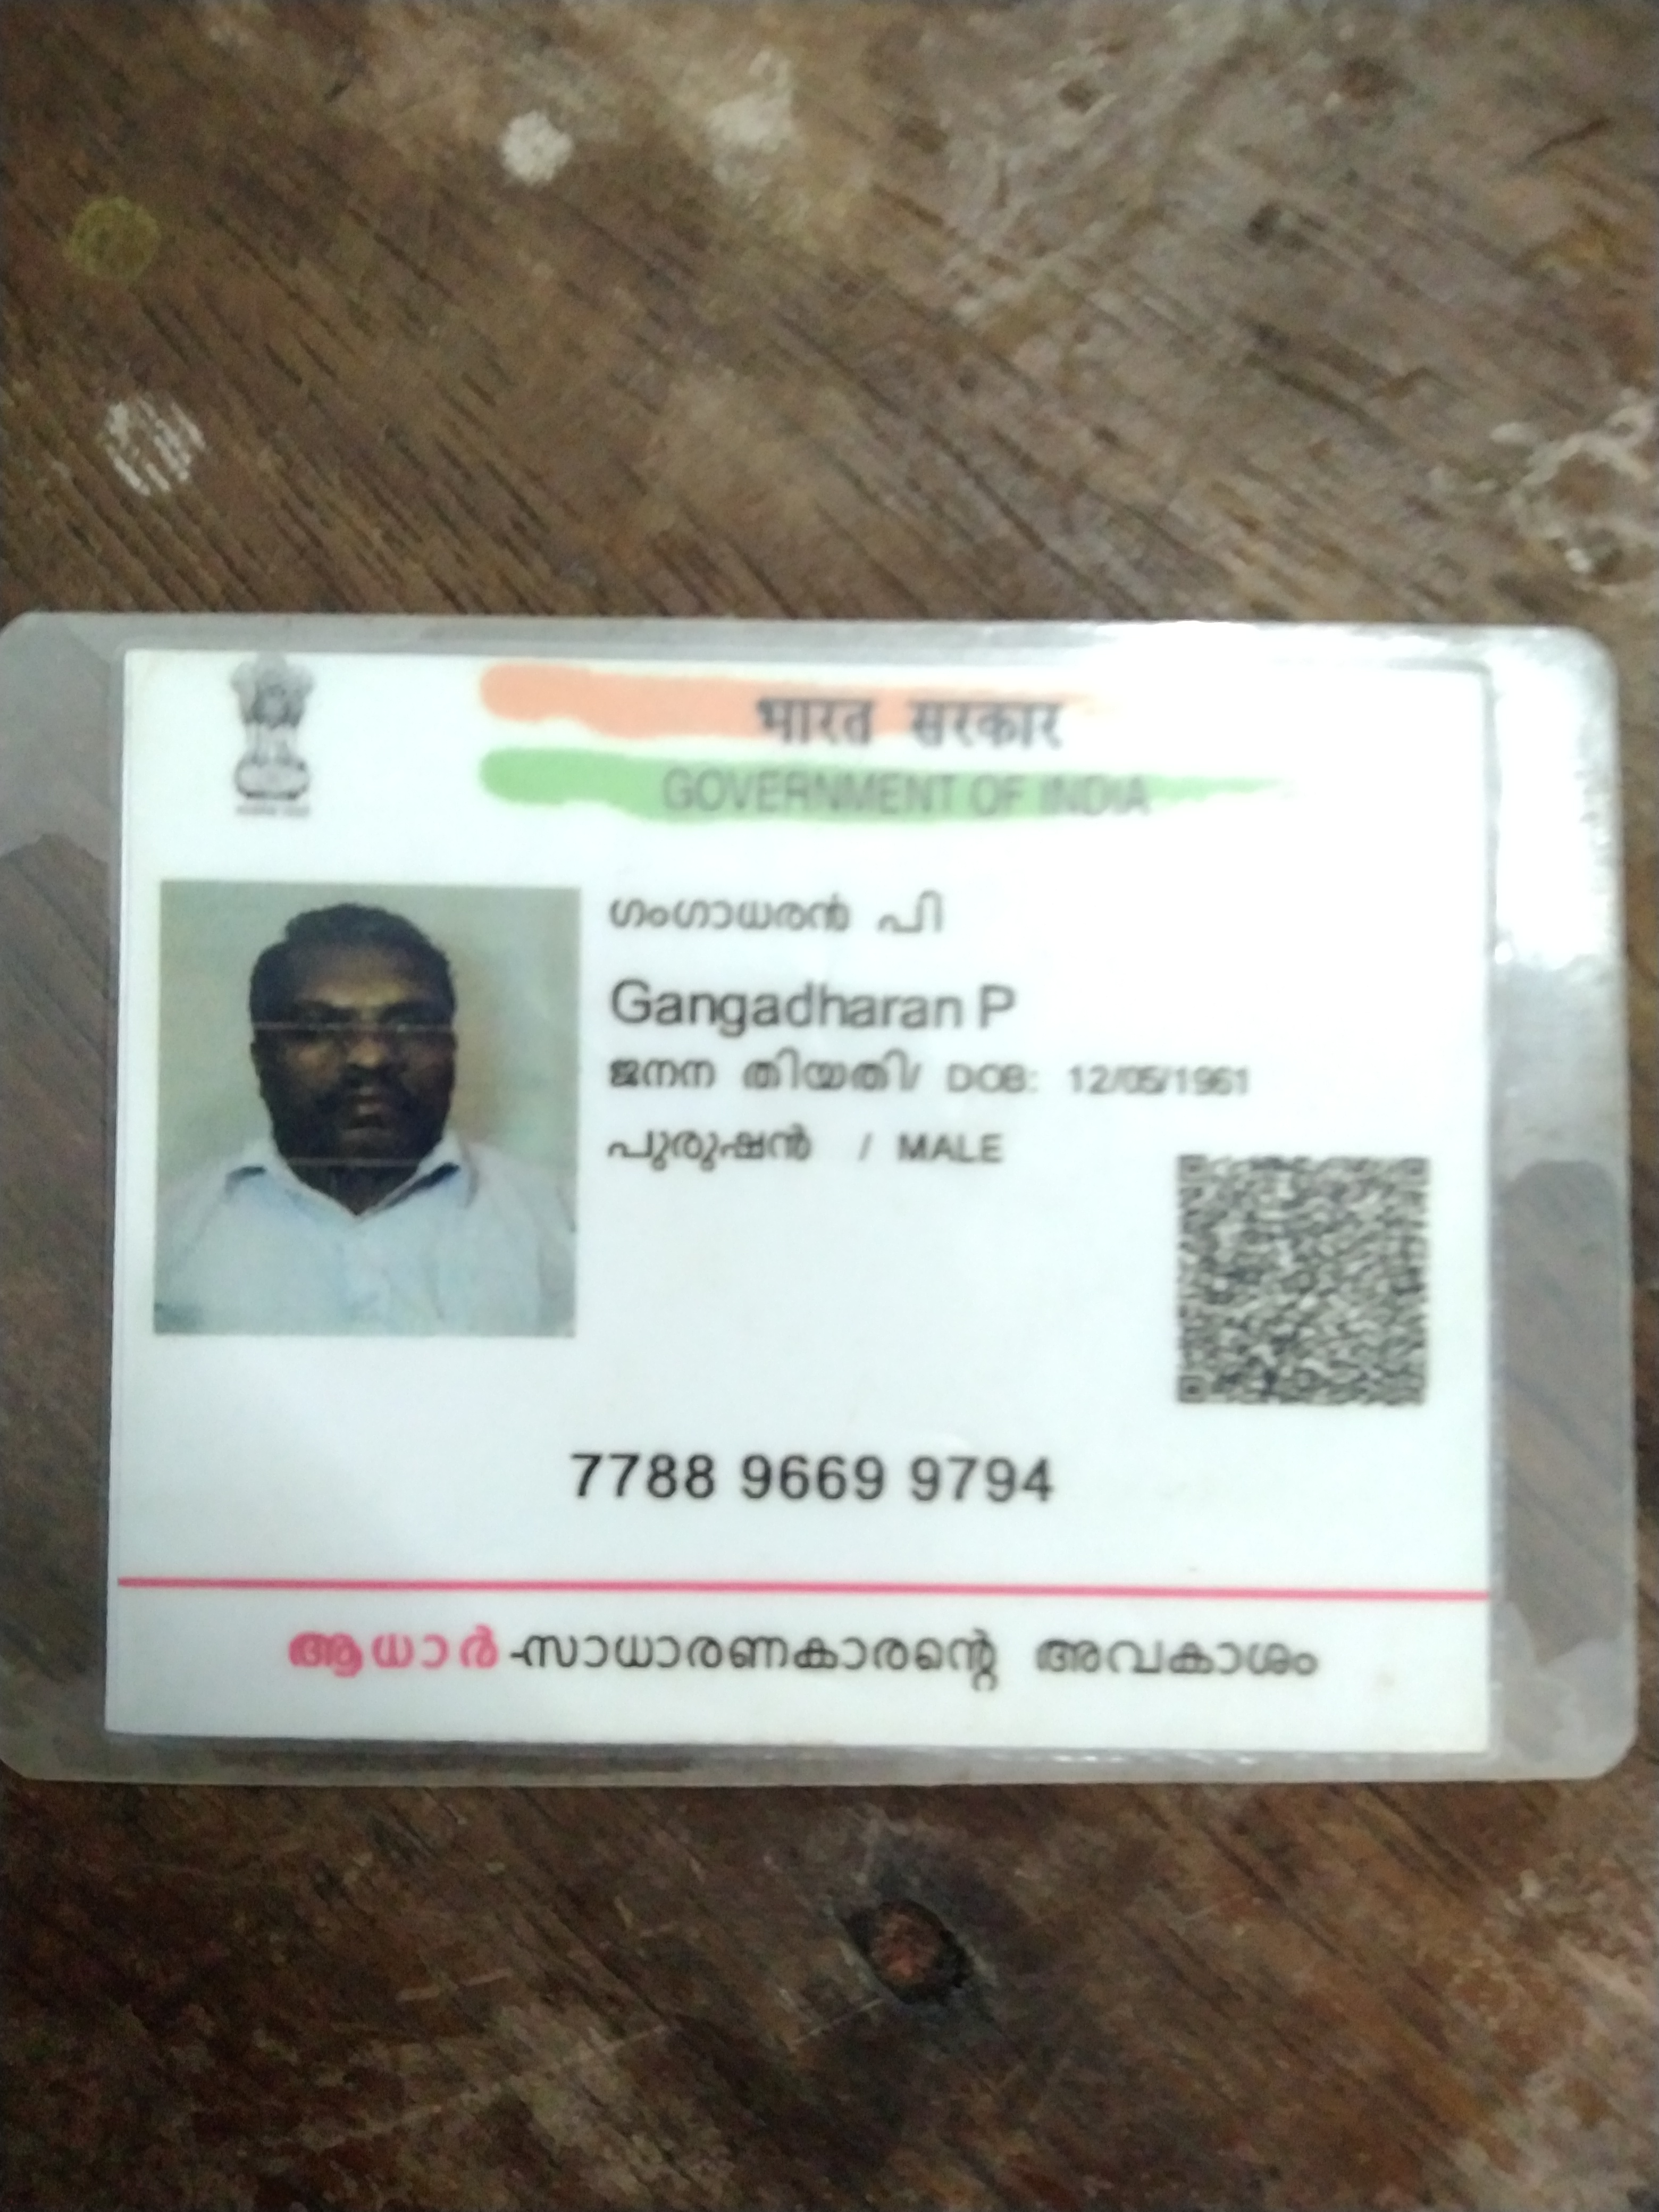 भारत सरकार
GOVERNMENT OF INDIA
ഗംഗാധരൻ പി
Gangadharan P
ജനന തിയതി/ DOB: 12/05/1961
പുരുഷൻ / MALE
7788 9669 9794
ആധാർ-സാധാരണകാരന്റെ അവകാശം